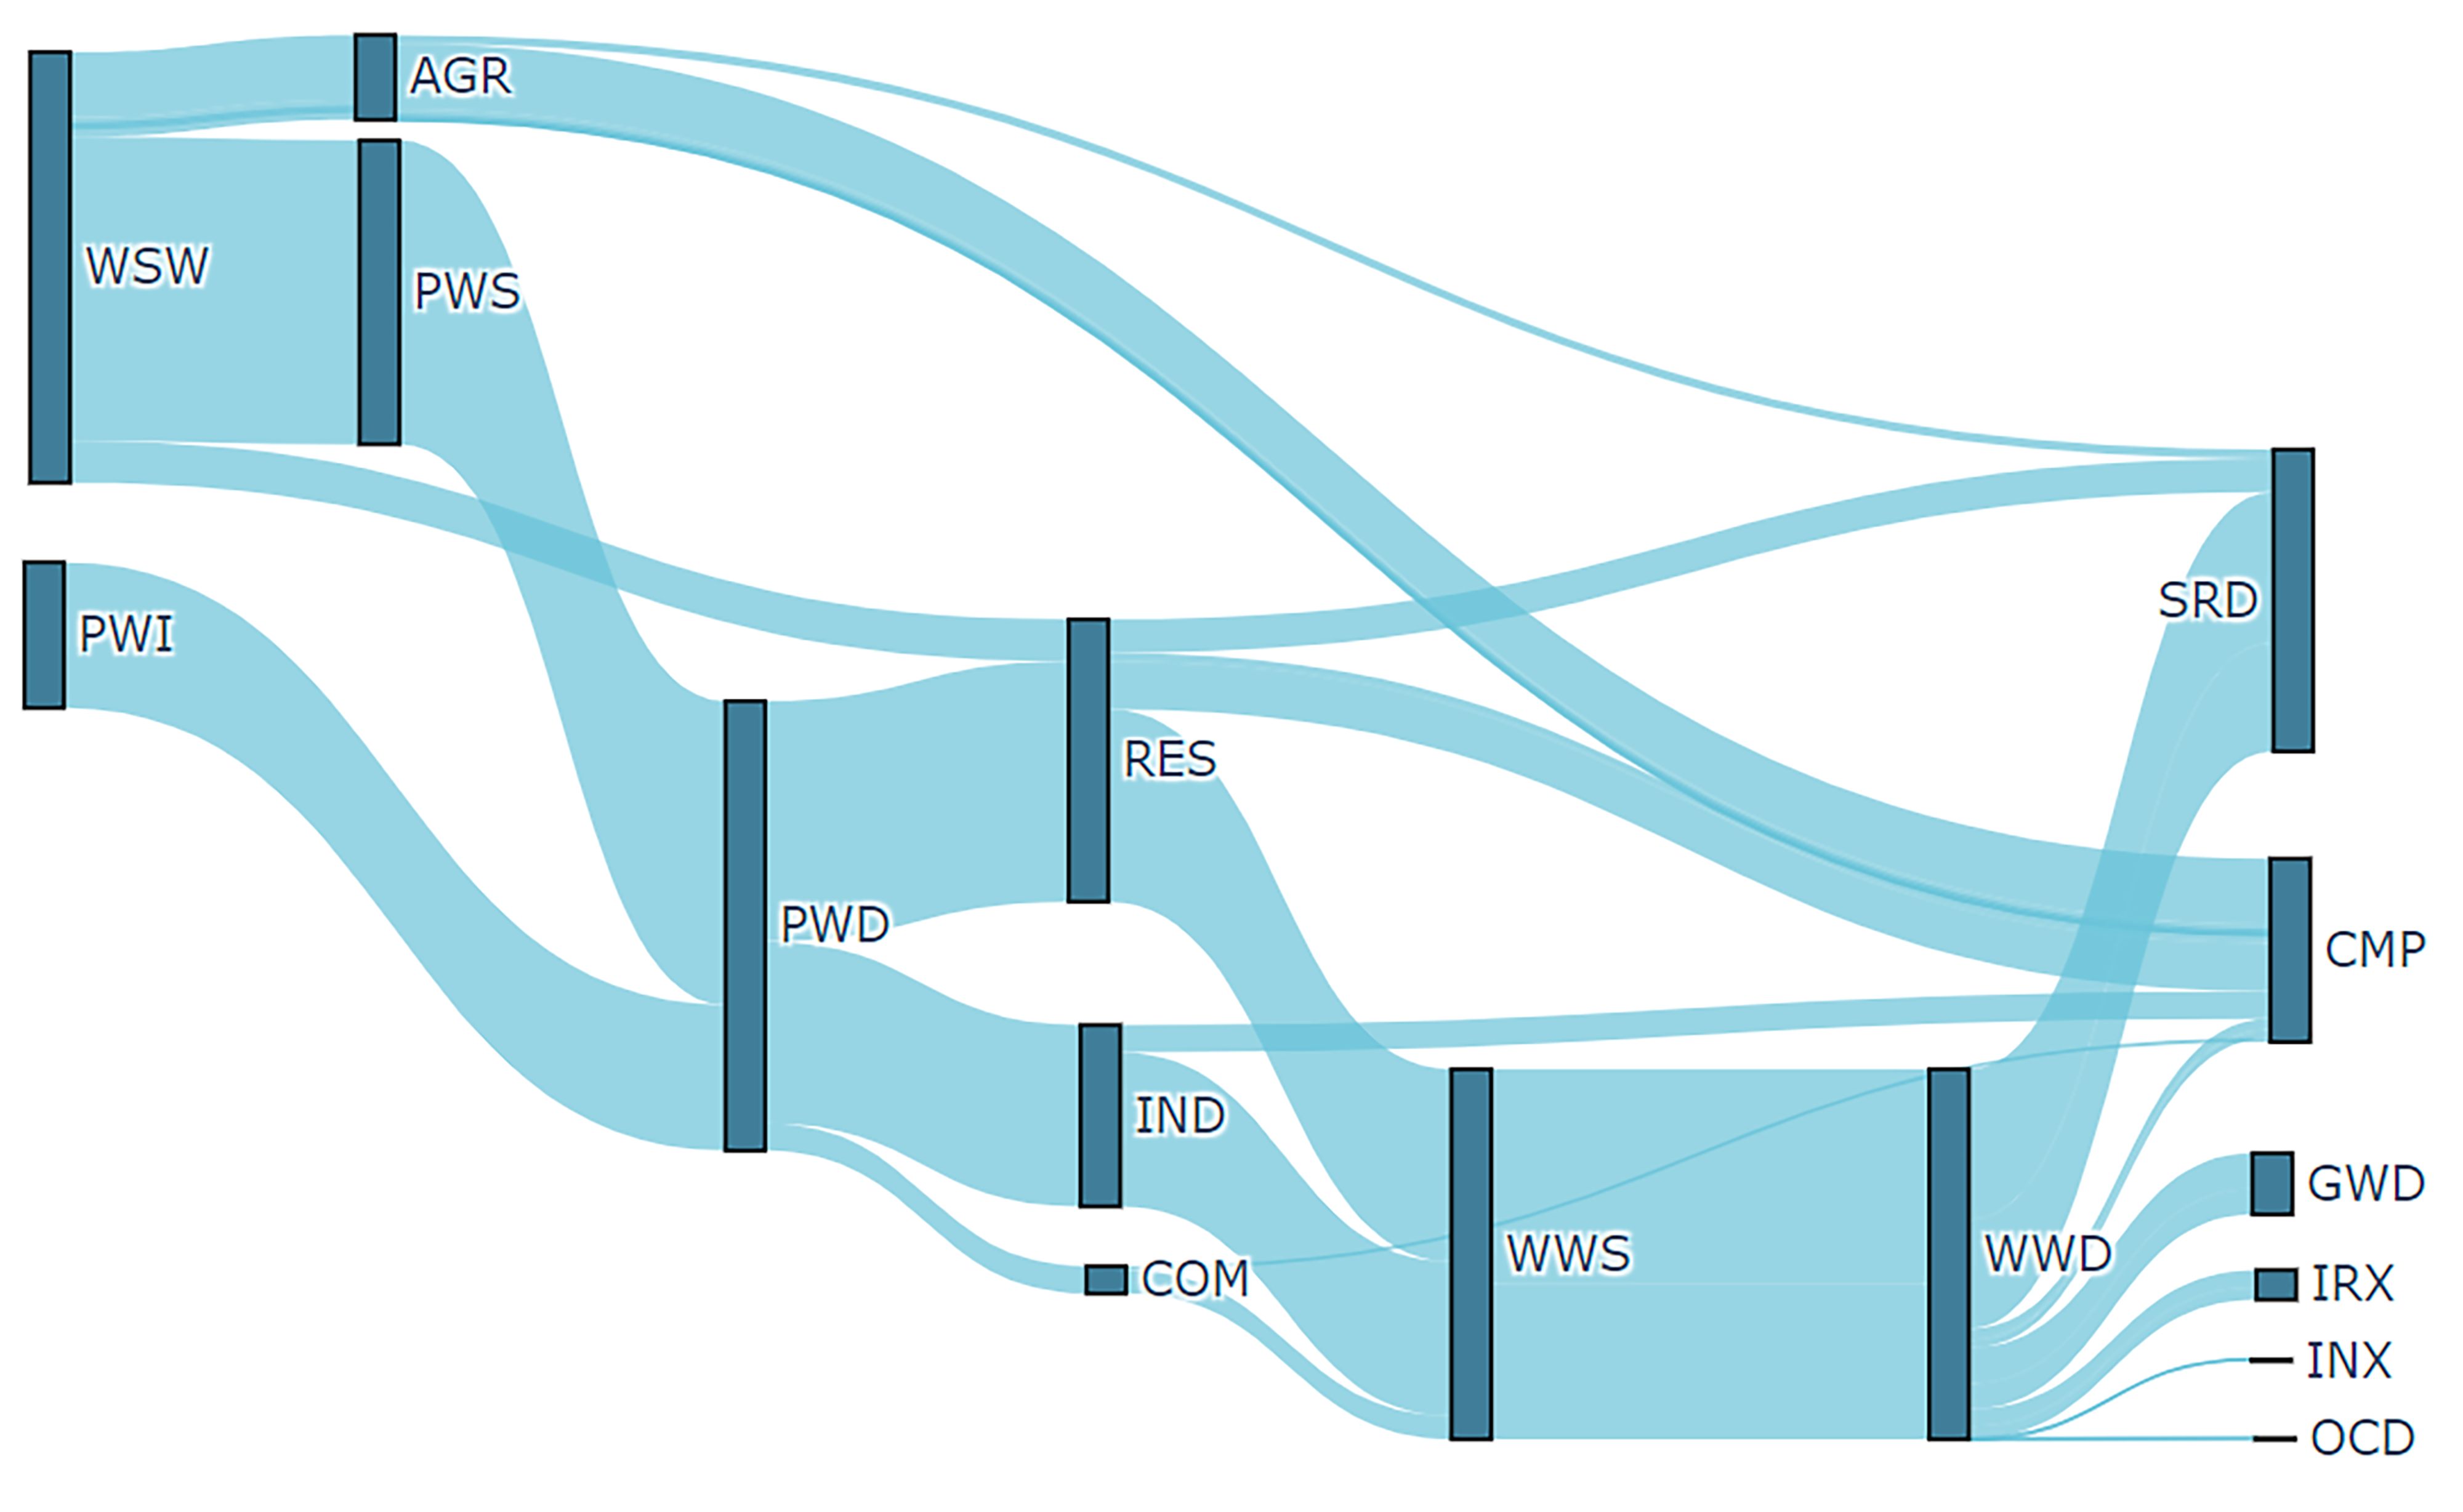 AGR
WSW
PWS
PWI
SRD
RES
PWD
CMP
IND
GWD
WWS
WWD
COM
IRX
INX
OCD